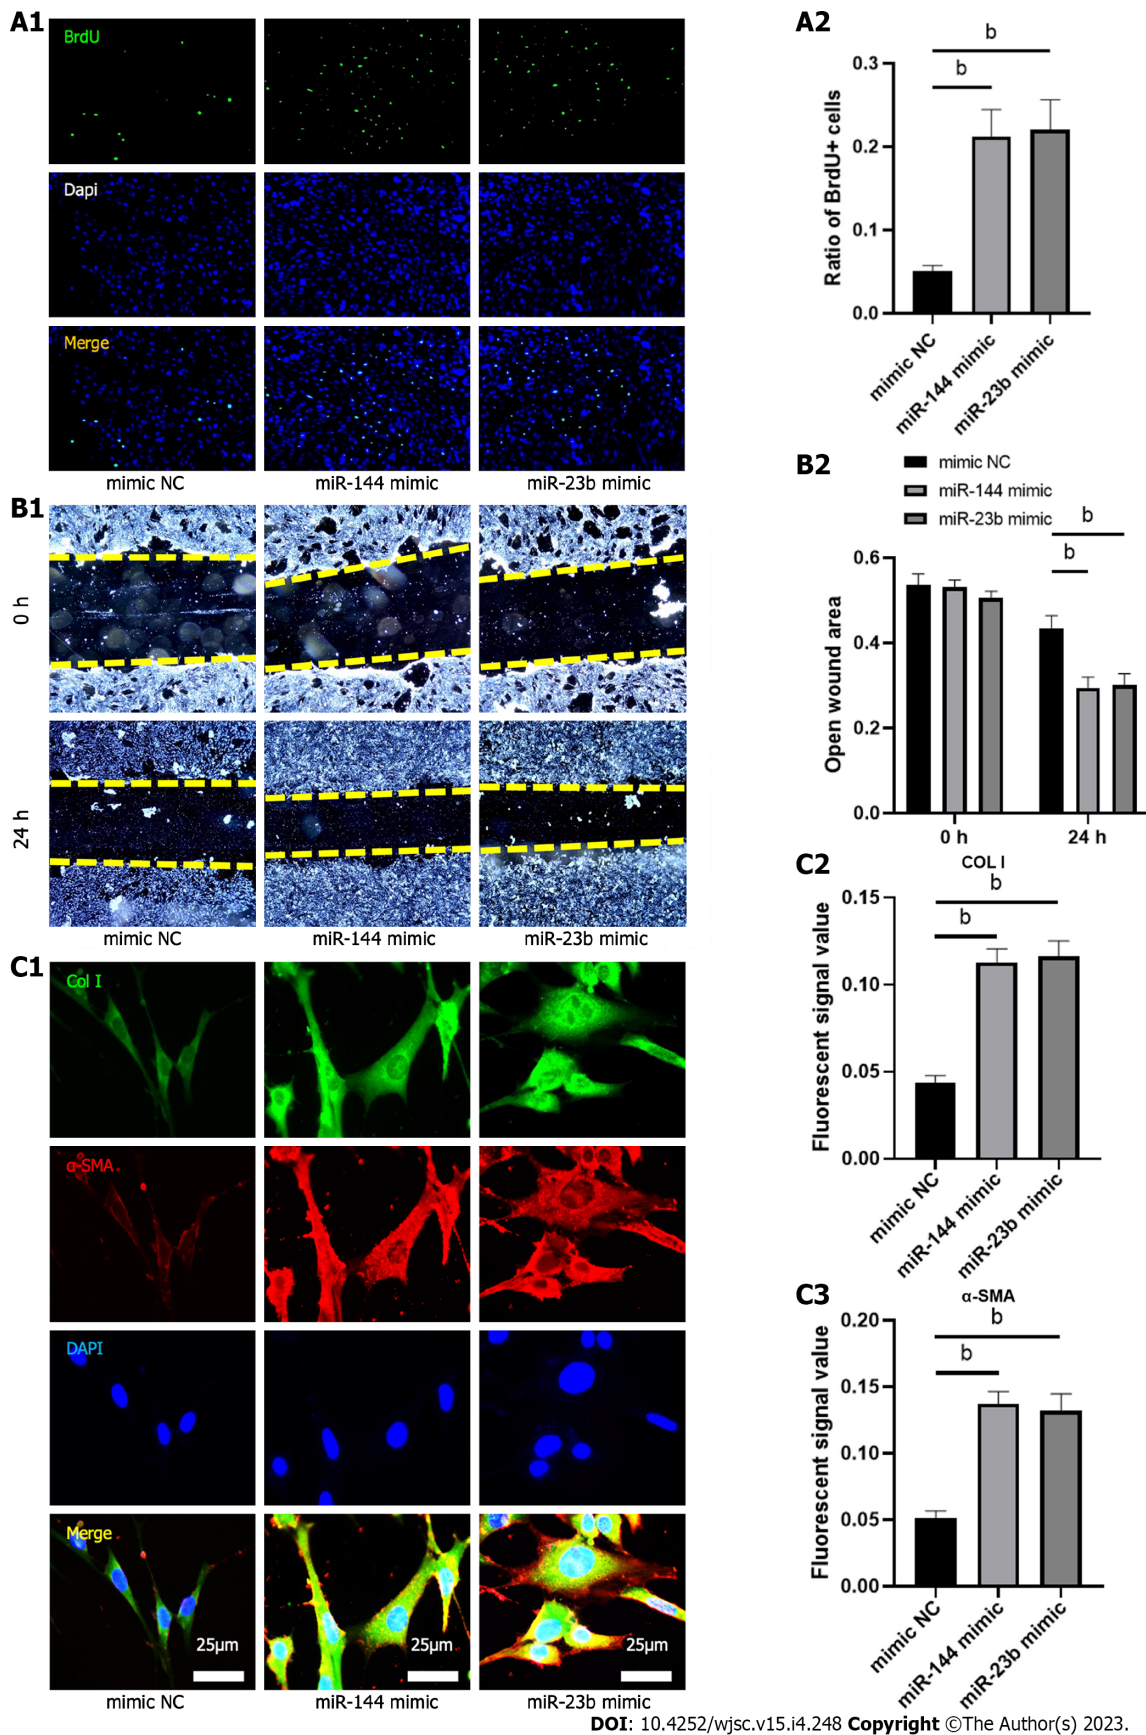 A1
BrdU
Dapi
Merge
mimic NC
miR-144 mimic
miR-23b mimic
A2
b
b
0.3
0.2
0.1
0.0
Ratio of BrdU+ cells
mimic NC
miR-144 mimic
miR-23b mimic
B1
0 h
24 h
mimic NC
miR-144 mimic
miR-23b mimic
B2
mimic NC
miR-144 mimic
miR-23b mimic
b
b
0.6
0.4
0.2
0.0
Open wound area
0 h
24 h
C1
Col I
α-SMA
DAPI
Merge
25μm
25μm
25μm
mimic NC
miR-144 mimic
miR-23b mimic
C2
COL I
b
b
0.15
0.10
0.05
0.00
Fluorescent signal value
mimic NC
miR-144 mimic
miR-23b mimic
C3
α-SMA
b
b
0.20
0.15
0.10
0.05
0.00
Fluorescent signal value
mimic NC
miR-144 mimic
miR-23b mimic
DOI: 10.4252/wjsc.v15.i4.248 Copyright ©The Author(s) 2023.